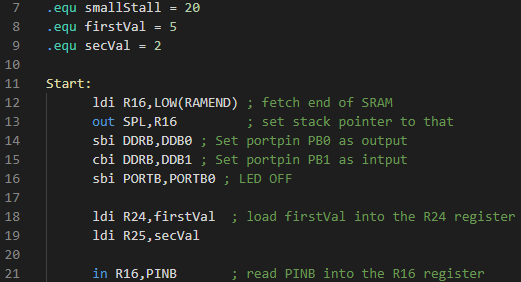 7 .equ smallStall = 20
8 .equ firstVal = 5
9 .equ secVal = 2
10
11 Start:
12 ldi R16,LOW(RAMEND) ; fetch end of SRAM
13 out SPL,R16 ; set stack pointer to that
14 sbi DDRB,DDB0 ; Set portpin PB0 as output
15 cbi DDRB,DDB1 ; Set portpin PB1 as intput
16 sbi PORTB,PORTB0 ; LED OFF
17
18 ldi R24,firstVal ; load firstVal into the R24 register
19 ldi R25,secVal
20
21 in R16,PINB ; read PINB into the R16 register